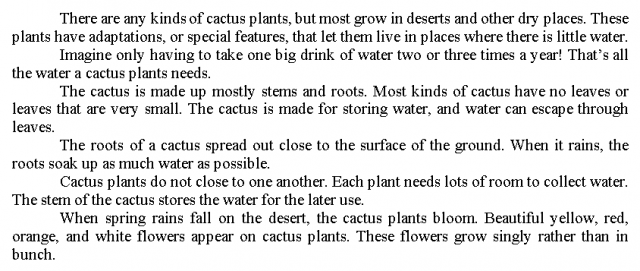 There are any kinds of cactus plants, but most grow in deserts and other dry places. These
plants have adaptations, or special features, that let them live in places where there is little water.
Imagine only having to take one big drink of water two or three times a year! That's all
the water a cactus plants needs.
The cactus is made up mostly stems and roots. Most kinds of cactus have no leaves or
leaves that are very small. The cactus is made for storing water, and water can escape through
leaves.
The roots of a cactus spread out close to the surface of the ground. When it rains, the
roots soak up as much water as possible.
Cactus plants do not close to one another. Each plant needs lots of room to collect water.
The stem of the cactus stores the water for the later use.
When spring rains fall on the desert, the cactus plants bloom. Beautiful yellow, red,
orange, and white flowers appear on cactus plants. These flowers grow singly rather than in
bunch.